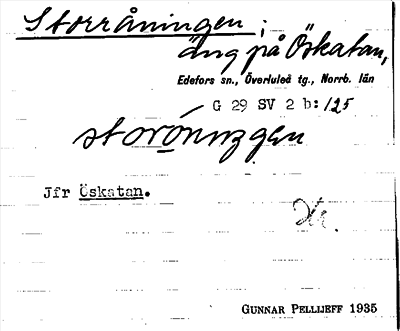 Storråningen;
äng på Öskatan,
Edefors sn., Överluleå tg., Norrb. län
G 29 SV 2 b: 125
Jfr Öskatan.
GUNNAR PELLIJEFF 1935